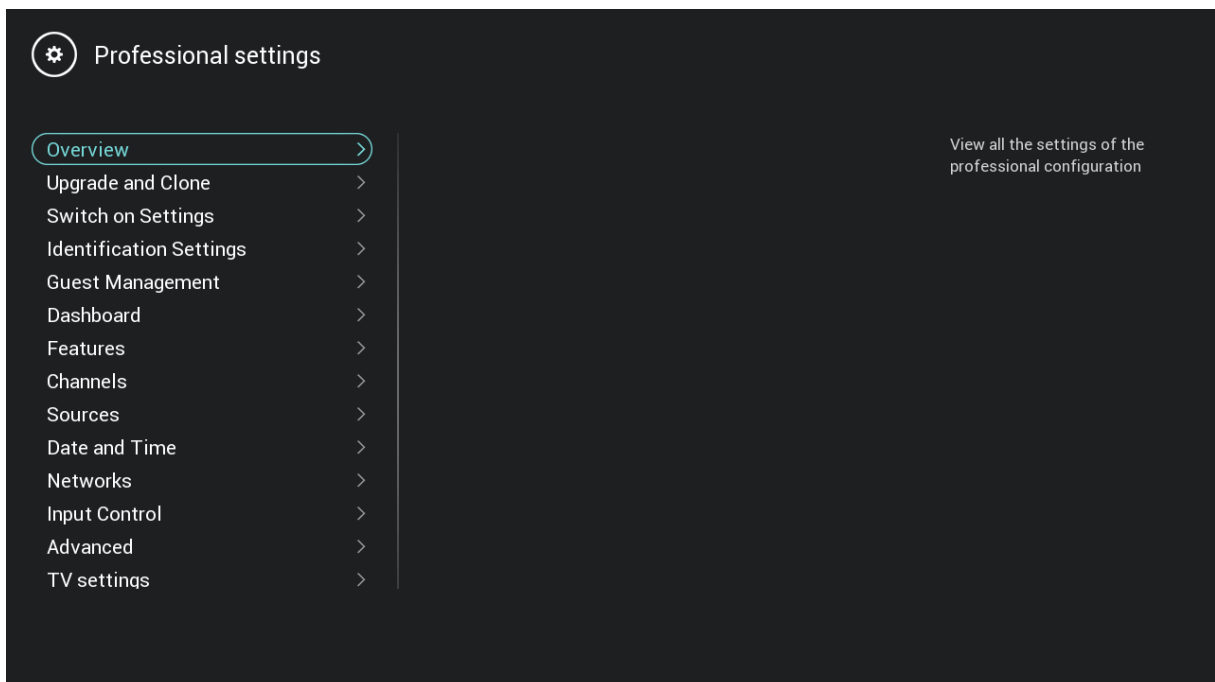 Professional settings
Overview
View all the settings of the
professional configuration
Upgrade and Clone
Switch on Settings
Identification Settings
Guest Management
Dashboard
Features
Channels
Sources
Date and Time
Networks
Input Control
Advanced
TV settings